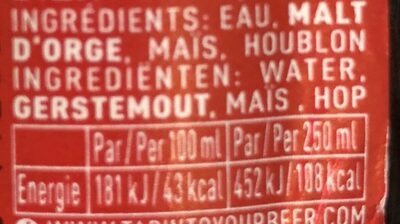 INGRÉDIENTS: EAU, MALT
D'ORGE, MAÏS, HOUBLON
INGREDIËNTEN: WATER,
GERSTEMOUT, MAÏS, HOP
Par/Per 100 ml Par/Per 250 ml
Energie 181 kJ/43 kcal 452 kJ/108 kcal